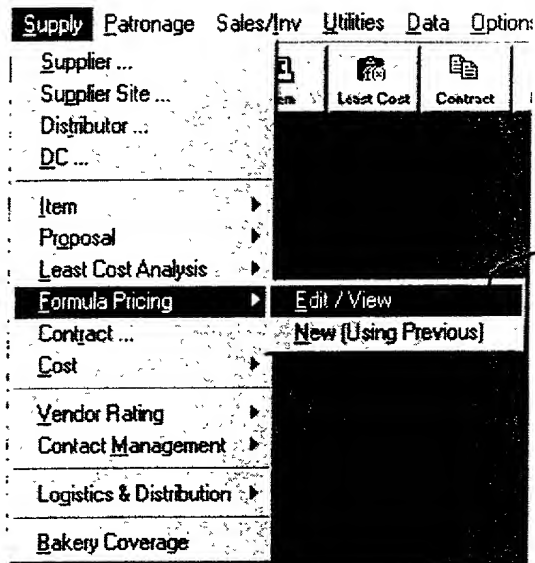 Supply Patronage Sales/Inv Utilities Data Option
Supplier ...
Supplier Site ...
Distributor ...
DC ...
Least Cost Contract
Item
Proposal
Least Cost Analysis
Formula Pricing
Edit / View
New (Using Previous)
Contract ...
Cost
Vendor Rating
Contact Management
Logistics & Distribution
Bakery Coverage